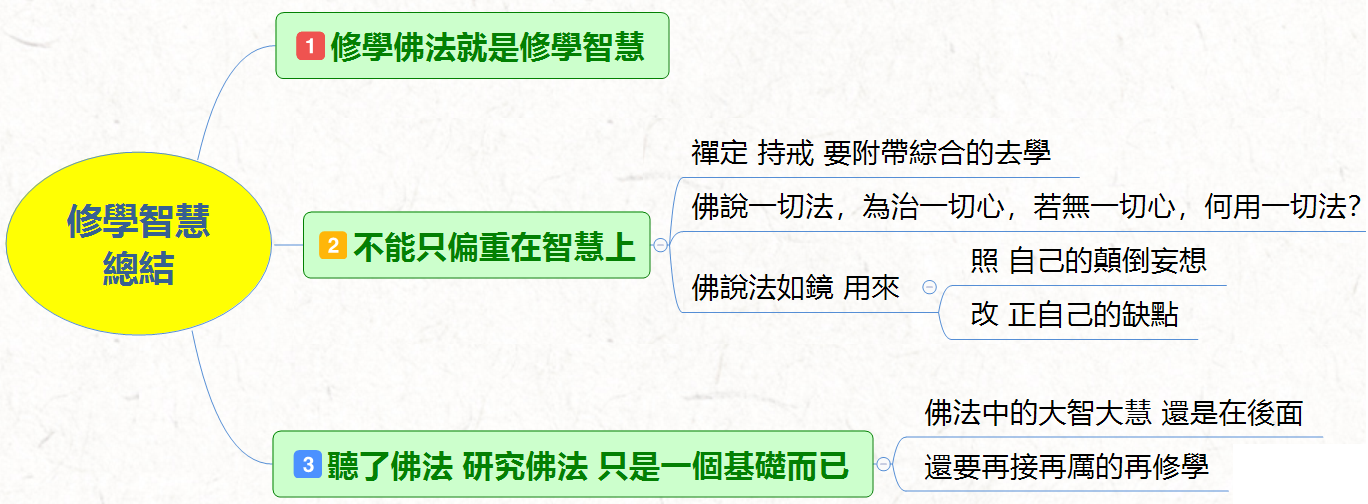 修學智慧
總結
1 修學佛法就是修學智慧
2 不能只偏重在智慧上
禪定 持戒 要附帶綜合的去學
佛說一切法，為治一切心，若無一切心，何用一切法?
佛說法如鏡 用來
照 自己的顛倒妄想
改 正自己的缺點
3 聽了佛法 研究佛法 只是一個基礎而已
佛法中的大智大慧 還是在後面
還要再接再厲的再修學